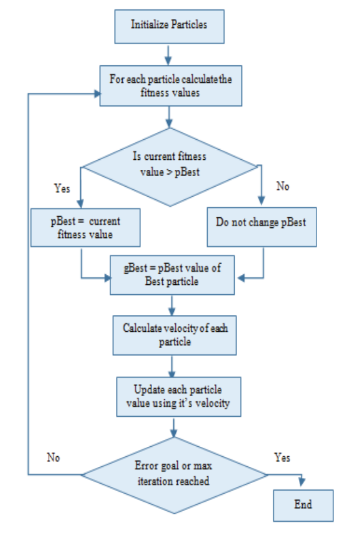 Initialize Particles
For each particle calculate the
fitness values
Is current fitness
value > pBest
Yes
No
pBest = current
fitness value
Do not change pBest
gBest = pBest value of
Best particle
Calculate velocity of each
particle
Update each particle
value using it's velocity
No
Yes
Error goal or max
iteration reached
End